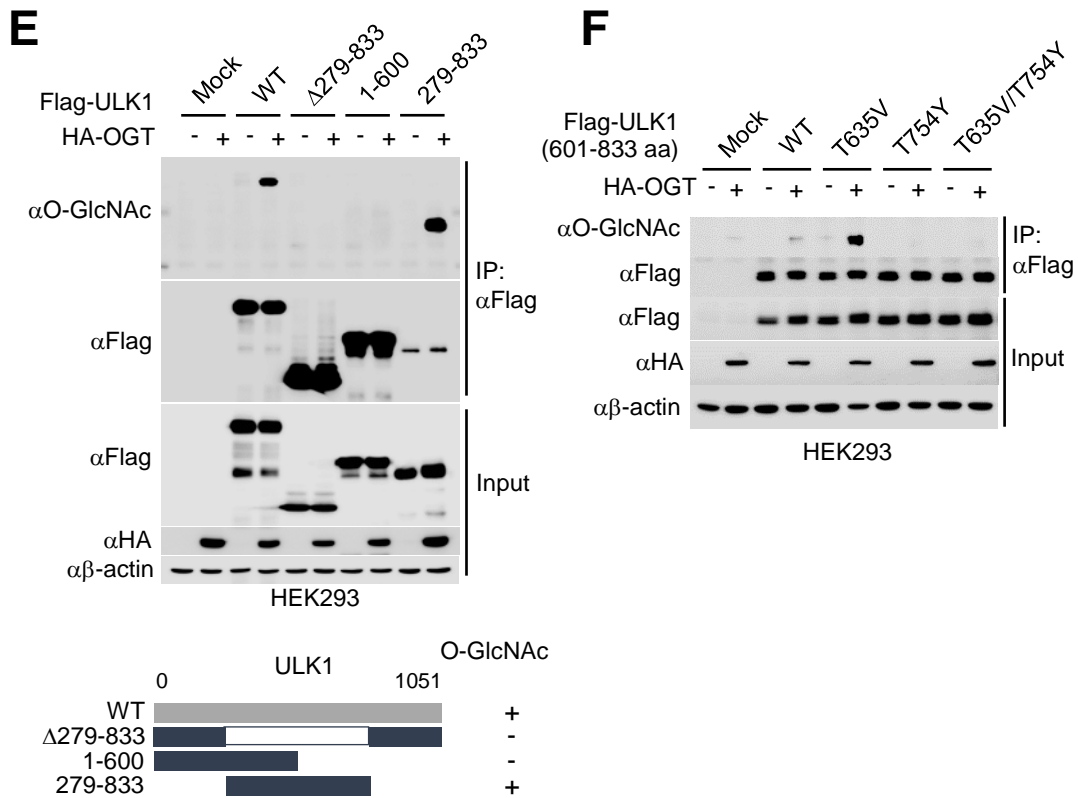 E
Flag-ULK1
Mock WT Δ279-833 1-600 279-833
HA-OGT - + - + - + - + - +
αO-GlcNAc
αFlag
IP:
αFlag
αFlag
αHA
αβ-actin
Input
HEK293
ULK1
O-GlcNAc
0 1051
WT +
Δ279-833 -
1-600 -
279-833 +
F
Flag-ULK1
(601-833 aa)
Mock WT T635V T754Y T635V/T754Y
HA-OGT - + - + - + - + - +
αO-GlcNAc
αFlag
IP:
αFlag
αFlag
αHA
αβ-actin
Input
HEK293